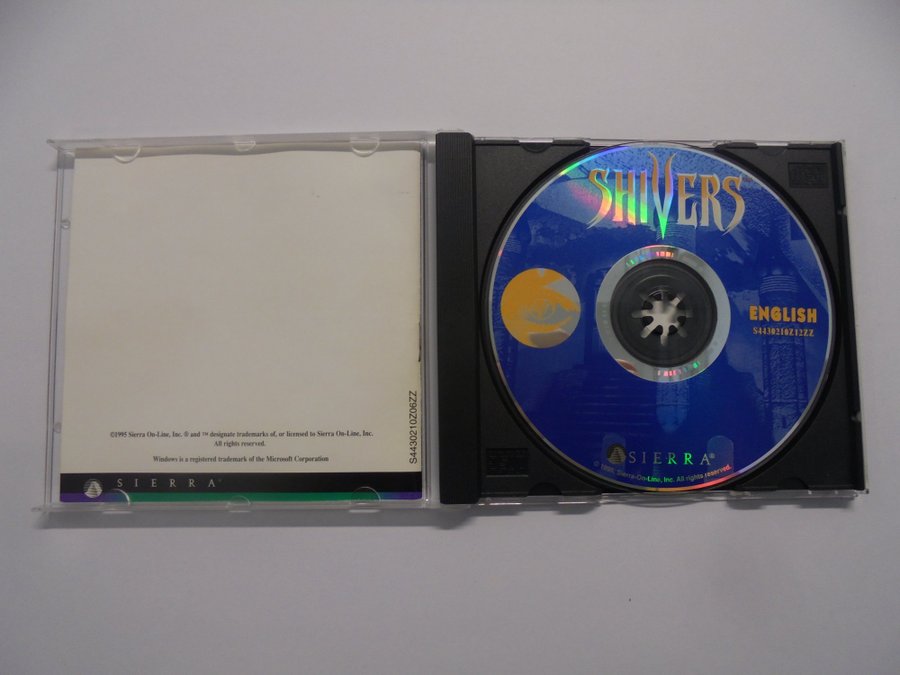 ©1995 Sierra On-Line, Inc. ® and ™ designate trademarks of, or licensed to Sierra On-Line, Inc.
All rights reserved.
Windows is a registered trademark of the Microsoft Corporation
S4430210Z06ZZ
SIERRA®
SHIVERS
ENGLISH
S4430210Z12ZZ
SIERRA®
© 1995, Sierra-On-Line, Inc. All rights reserved.